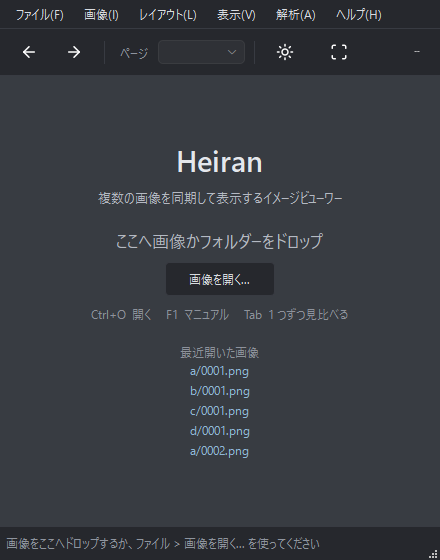 ファイル(F) 画像(I) レイアウト(L) 表示(V) 解析(A) ヘルプ(H)
ページ
Heiran
複数の画像を同期して表示するイメージビューワー
ここへ画像かフォルダーをドロップ
画像を開く...
Ctrl+O 開く F1 マニュアル Tab 1つずつ見比べる
最近開いた画像
a/0001.png
b/0001.png
c/0001.png
d/0001.png
a/0002.png
画像をここへドロップするか、ファイル > 画像を開く... を使ってください